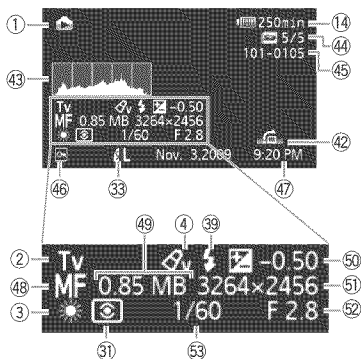 ① 250min ⑭
5/5 ㊹
101-0105 ㊺
㊸
Tv -0.50
MF 0.85 MB 3264×2456
1/60 F 2.8 ㊷
L Nov. 3.2009 9:20 PM
㊻ ㉝ ㊼
㊾ ④ ㊴
② Tv -0.50 ㊿
㊽ MF 0.85 MB 3264×2456 51
③ 1/60 F 2.8 52
㉛ 53